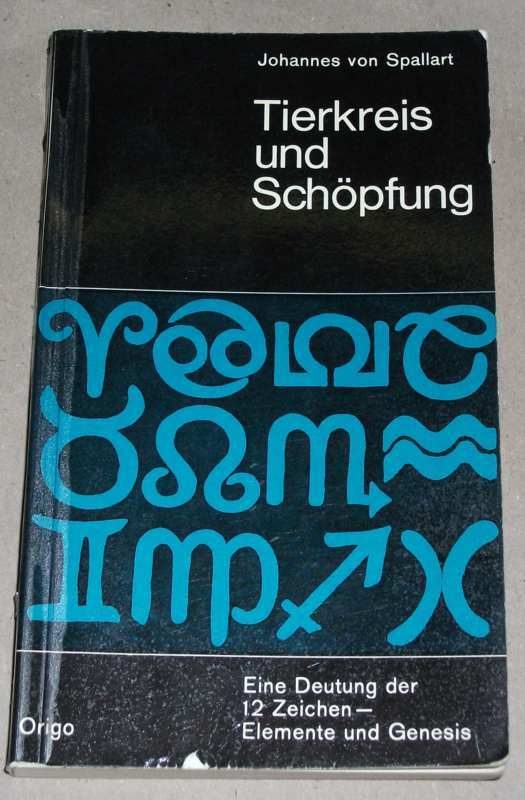 Johannes von Spallart
Tierkreis
und
Schöpfung
Eine Deutung der
12 Zeichen—
Elemente und Genesis
Origo